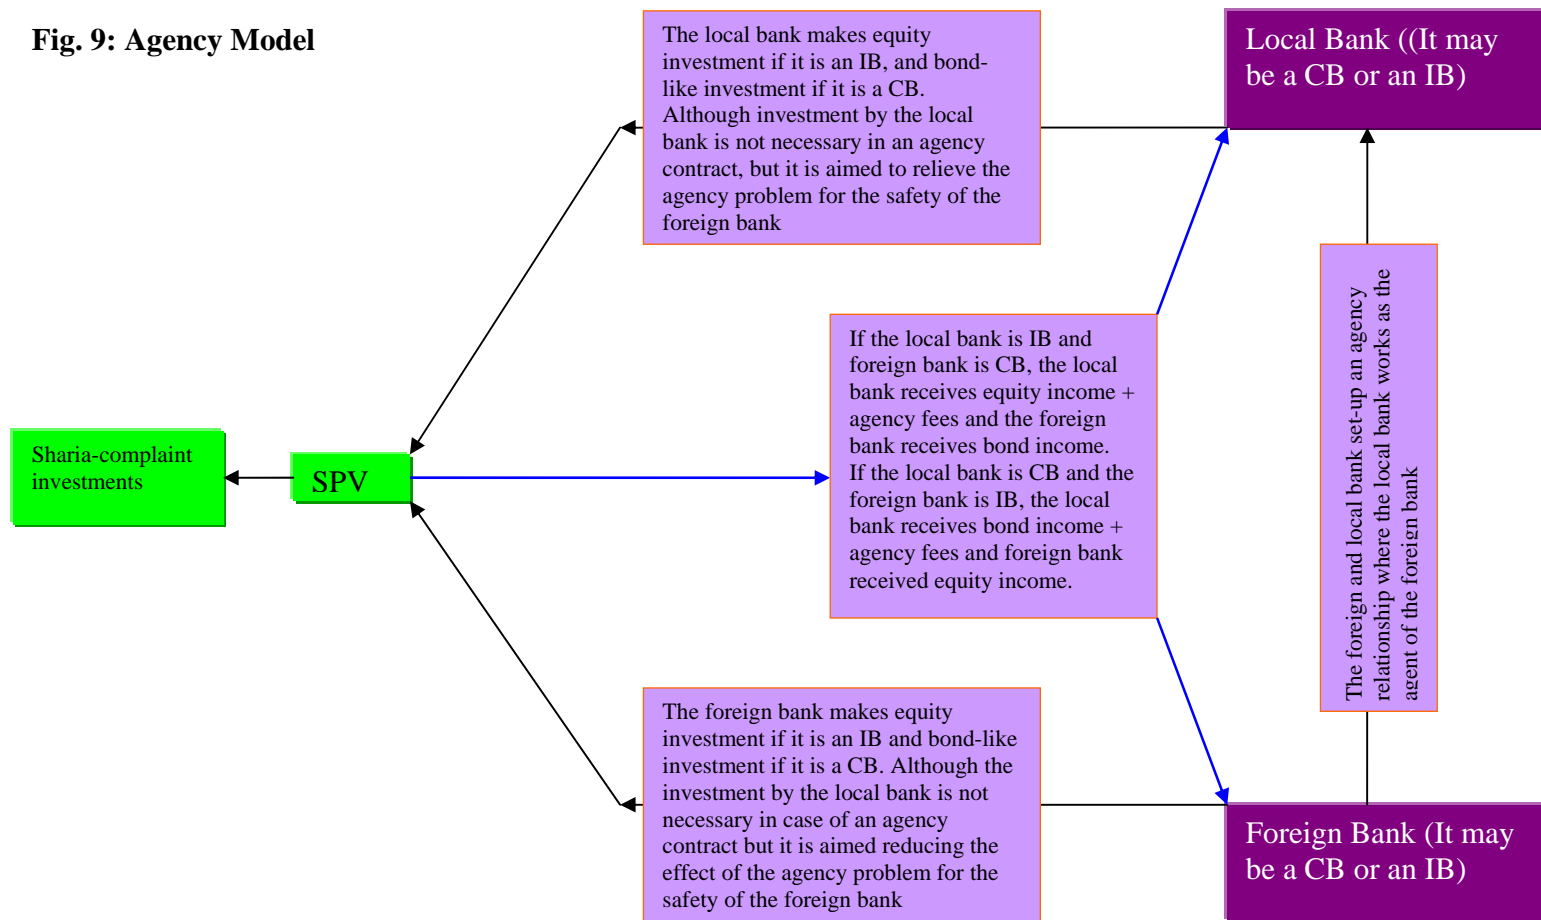 Fig. 9: Agency Model
The local bank makes equity
investment if it is an IB, and bond-
like investment if it is a CB.
Although investment by the local
bank is not necessary in an agency
contract, but it is aimed to relieve the
agency problem for the safety of the
foreign bank
Local Bank ((It may
be a CB or an IB)
If the local bank is IB and
foreign bank is CB, the local
bank receives equity income +
agency fees and the foreign
bank receives bond income.
If the local bank is CB and the
foreign bank is IB, the local
bank receives bond income +
agency fees and foreign bank
received equity income.
The foreign and local bank set-up an agency
relationship where the local bank works as the
agent of the foreign bank
Sharia-complaint
investments
SPV
The foreign bank makes equity
investment if it is an IB and bond-like
investment if it is a CB. Although the
investment by the local bank is not
necessary in case of an agency
contract but it is aimed reducing the
effect of the agency problem for the
safety of the foreign bank
Foreign Bank (It may
be a CB or an IB)